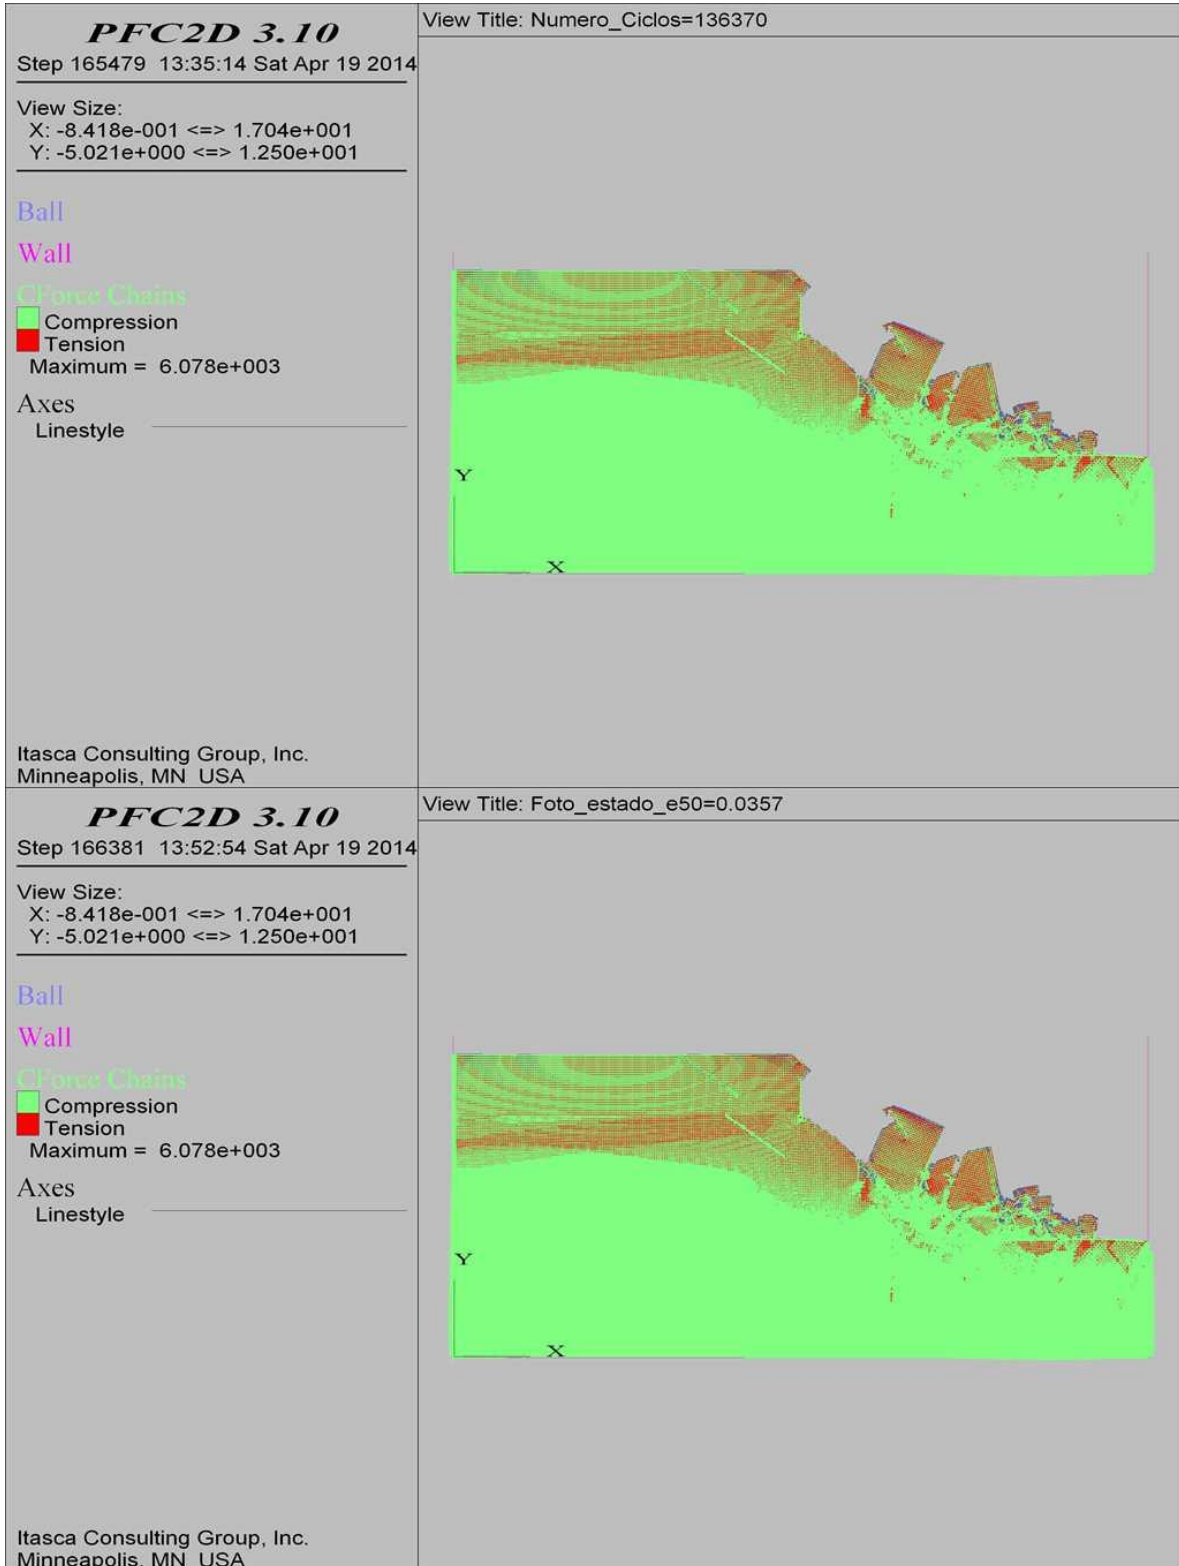 PFC2D 3.10
Step 165479 13:35:14 Sat Apr 19 2014
View Size:
X: -8.418e-001 <=> 1.704e+001
Y: -5.021e+000 <=> 1.250e+001
Ball
Wall
CForce Chains
Compression
Tension
Maximum = 6.078e+003
Axes
Linestyle
Itasca Consulting Group, Inc.
Minneapolis, MN USA
View Title: Numero_Ciclos=136370
Y
X
PFC2D 3.10
Step 166381 13:52:54 Sat Apr 19 2014
View Size:
X: -8.418e-001 <=> 1.704e+001
Y: -5.021e+000 <=> 1.250e+001
Ball
Wall
CForce Chains
Compression
Tension
Maximum = 6.078e+003
Axes
Linestyle
Itasca Consulting Group, Inc.
Minneapolis, MN USA
View Title: Foto_estado_e50=0.0357
Y
X